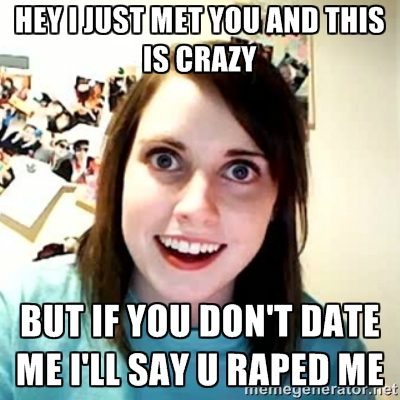 HEY I JUST MET YOU AND THIS
IS CRAZY
BUT IF YOU DON'T DATE
ME I'LL SAY U RAPED ME
memegenerator.net